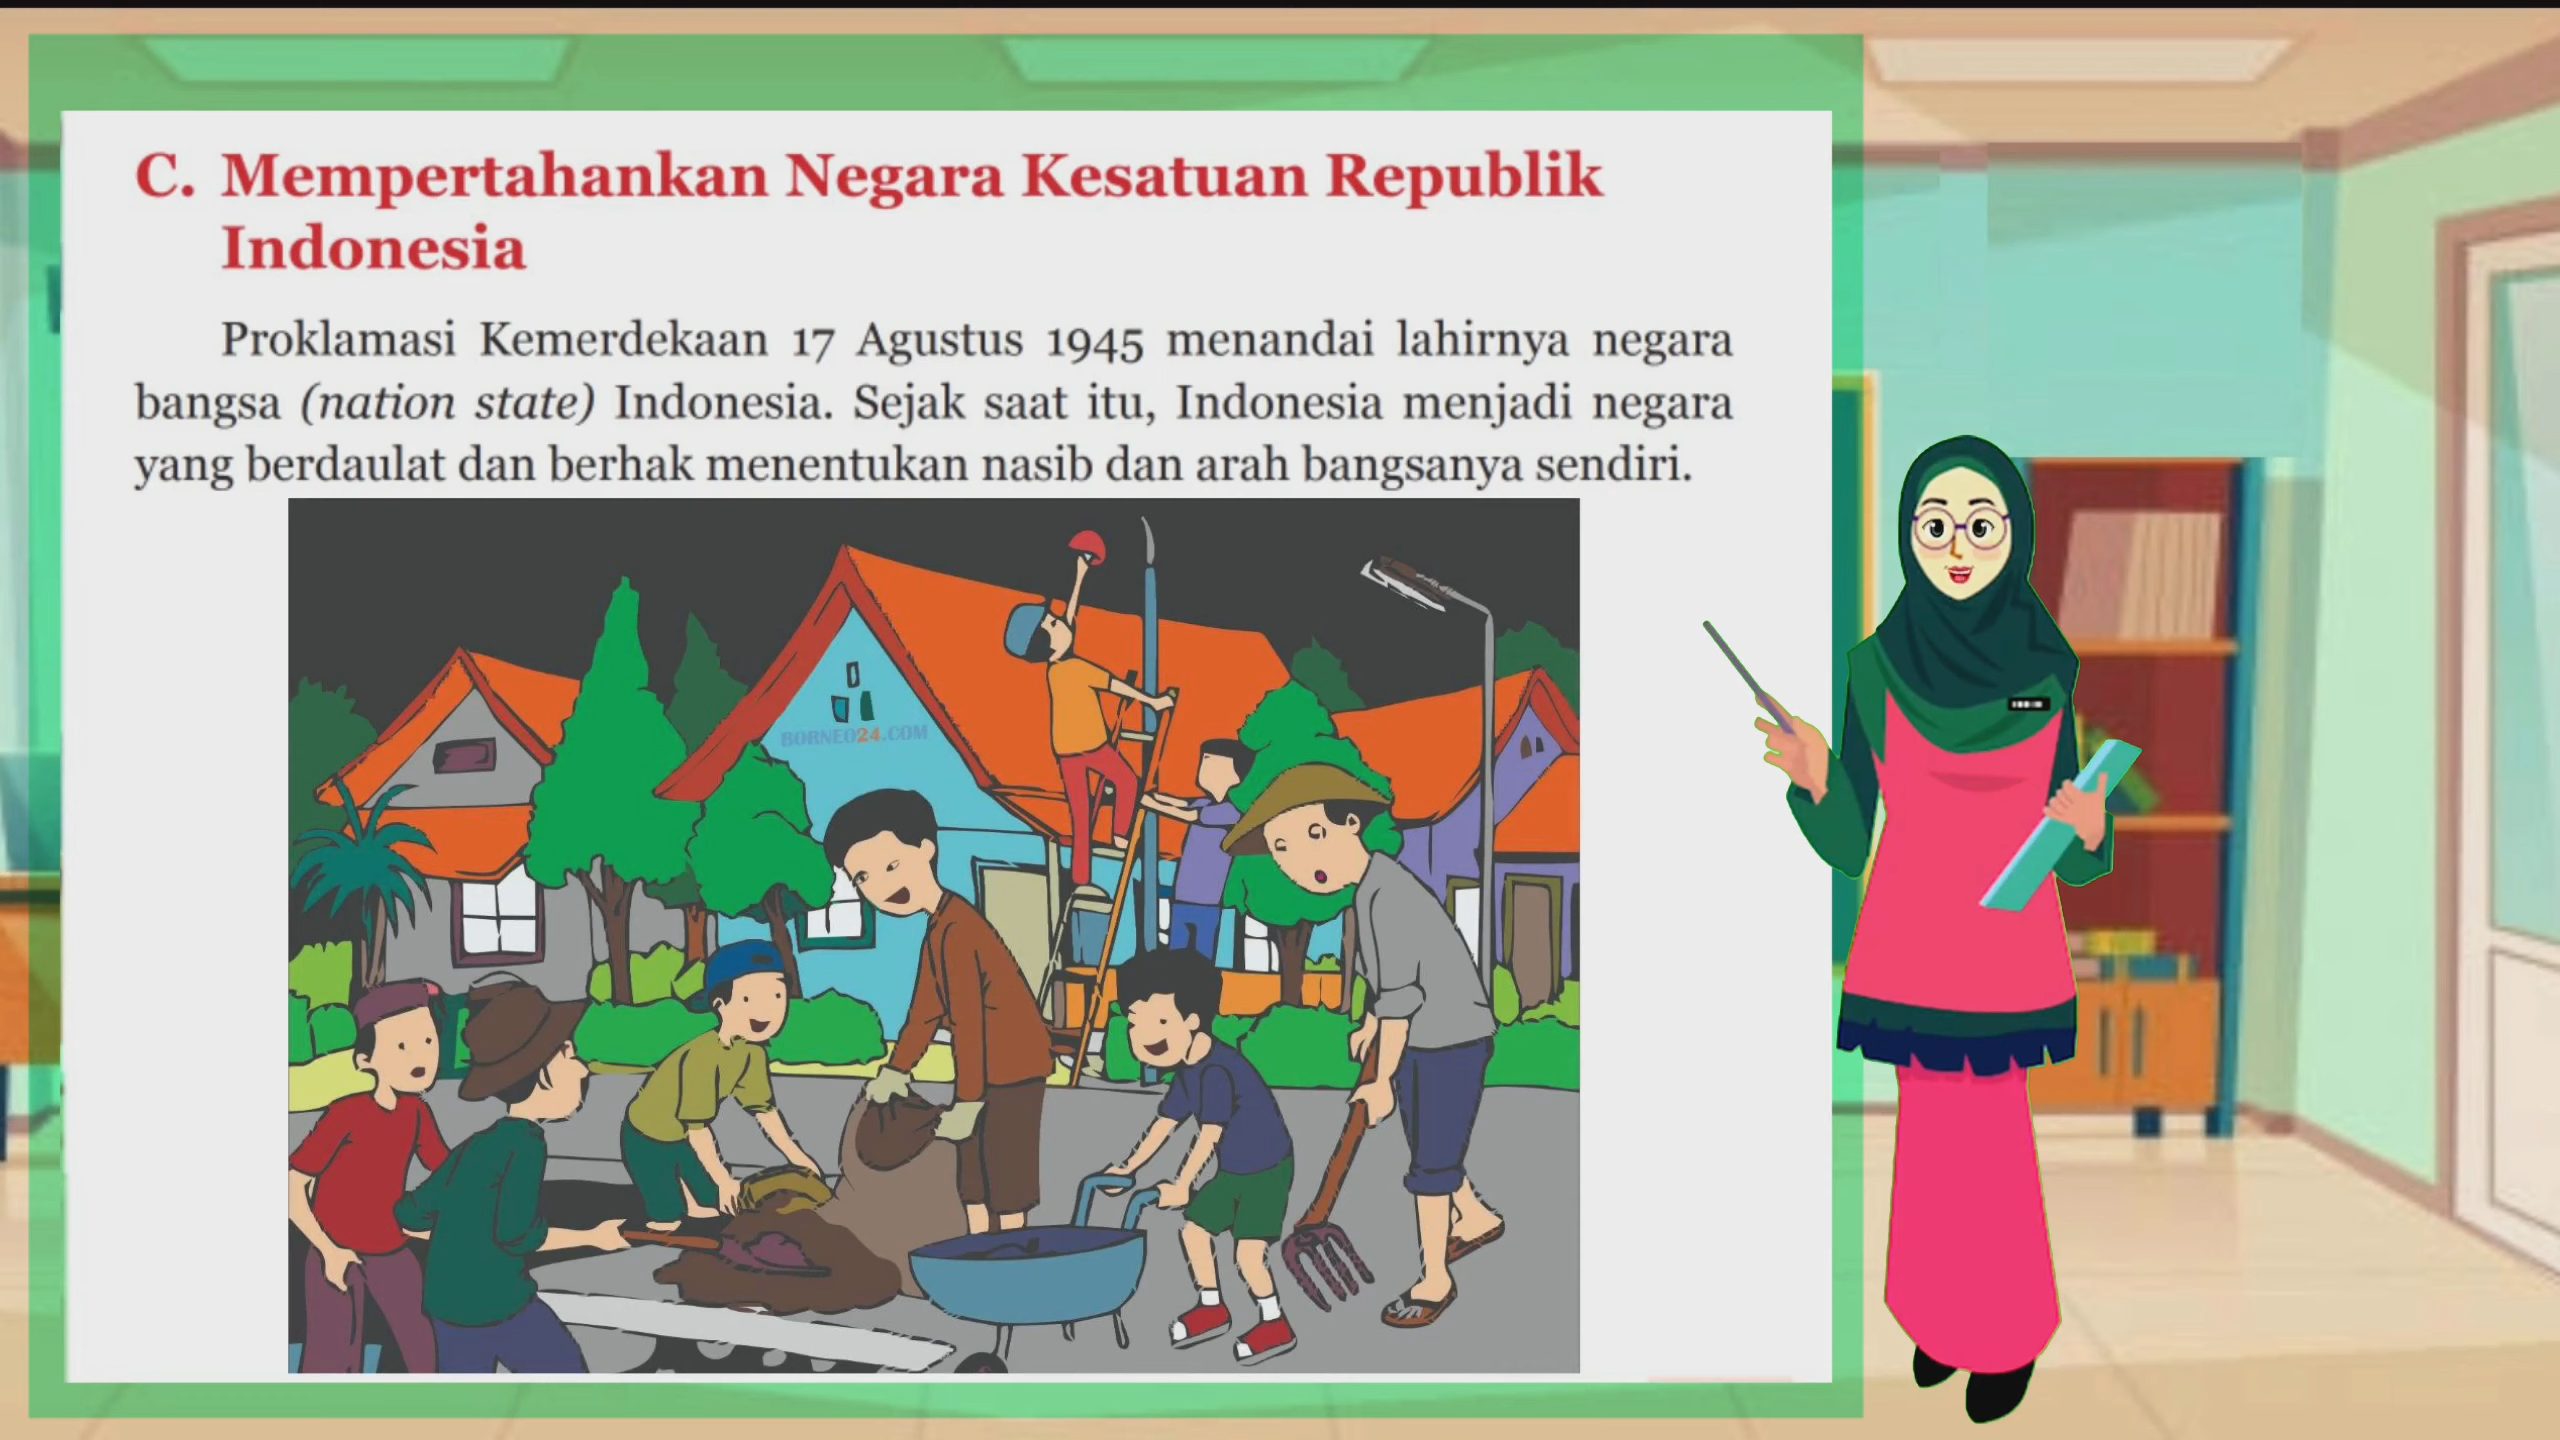 C. Mempertahankan Negara Kesatuan Republik
Indonesia
Proklamasi Kemerdekaan 17 Agustus 1945 menandai lahirnya negara
bangsa (nation state) Indonesia. Sejak saat itu, Indonesia menjadi negara
yang berdaulat dan berhak menentukan nasib dan arah bangsanya sendiri.
BORNEO24.COM